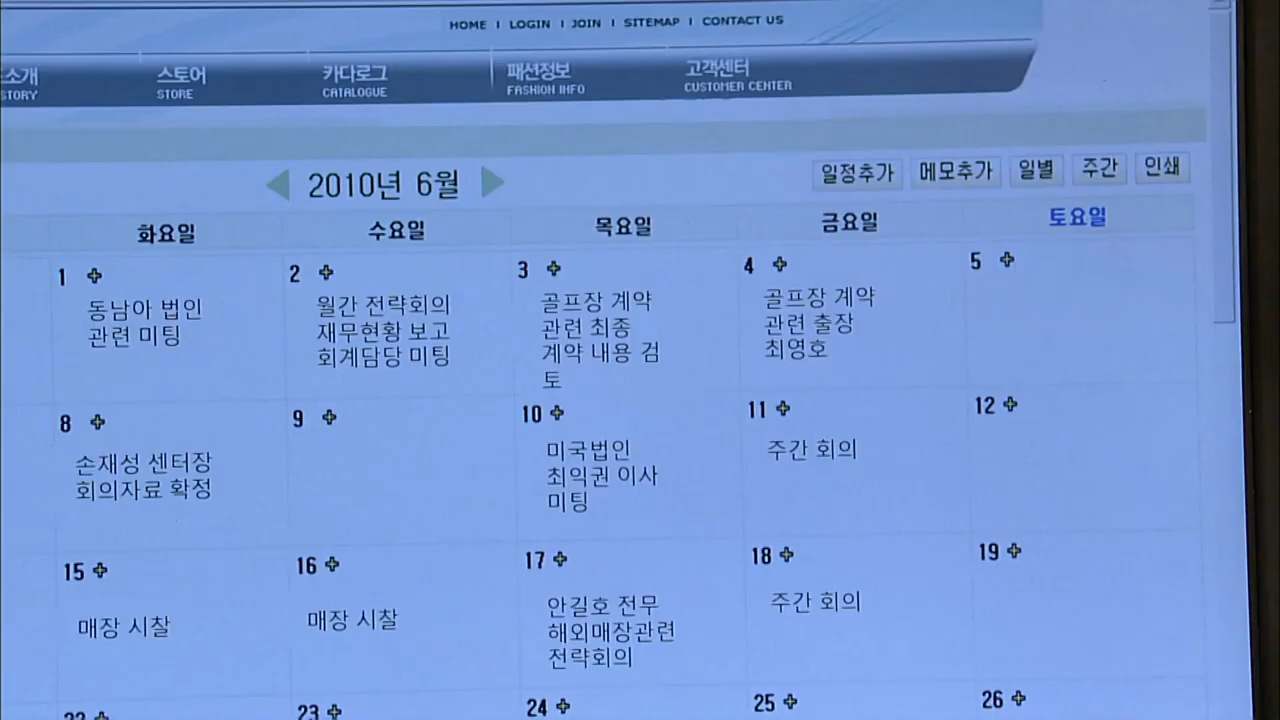 HOME | LOGIN | JOIN | SITEMAP | CONTACT US
소개 스토어 카다로그 패션정보 고객센터
STORY STORE CATALOGUE FASHION INFO CUSTOMER CENTER
2010년 6월
일정추가 메모추가 일별 주간 인쇄
화요일 수요일 목요일 금요일 토요일
1
동남아 법인
관련 미팅
2
월간 전략회의
재무현황 보고
회계담당 미팅
3
골프장 계약
관련 최종
계약 내용 검
토
4
골프장 계약
관련 출장
최영호
5
8
손재성 센터장
회의자료 확정
9
10
미국법인
최익권 이사
미팅
11
주간 회의
12
15
매장 시찰
16
매장 시찰
17
안길호 전무
해외매장관련
전략회의
18
주간 회의
19
22
23
24
25
26